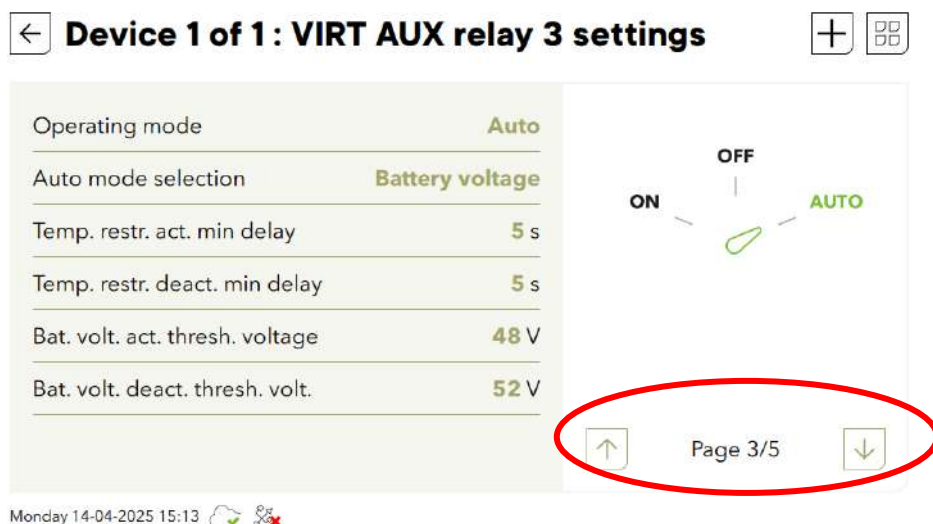 Device 1 of 1 : VIRT AUX relay 3 settings
Operating mode Auto
Auto mode selection Battery voltage
Temp. restr. act. min delay 5 s
Temp. restr. deact. min delay 5 s
Bat. volt. act. thresh. voltage 48 V
Bat. volt. deact. thresh. volt. 52 V
OFF
ON AUTO
Page 3/5
Monday 14-04-2025 15:13